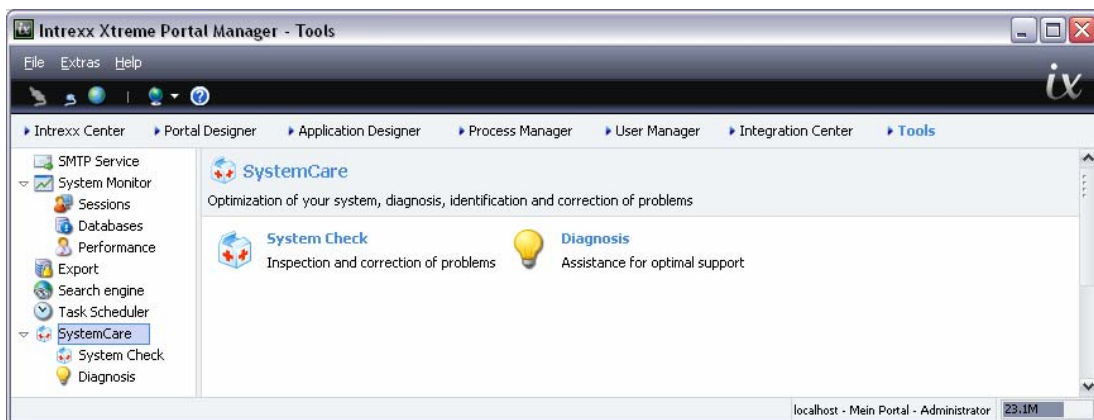 ix Intrexx Xtreme Portal Manager - Tools
File Extras Help
ix
Intrexx Center Portal Designer Application Designer Process Manager User Manager Integration Center Tools
SMTP Service
System Monitor
Sessions
Databases
Performance
Export
Search engine
Task Scheduler
SystemCare
System Check
Diagnosis
SystemCare
Optimization of your system, diagnosis, identification and correction of problems
System Check
Inspection and correction of problems
Diagnosis
Assistance for optimal support
localhost - Mein Portal - Administrator 23.1M